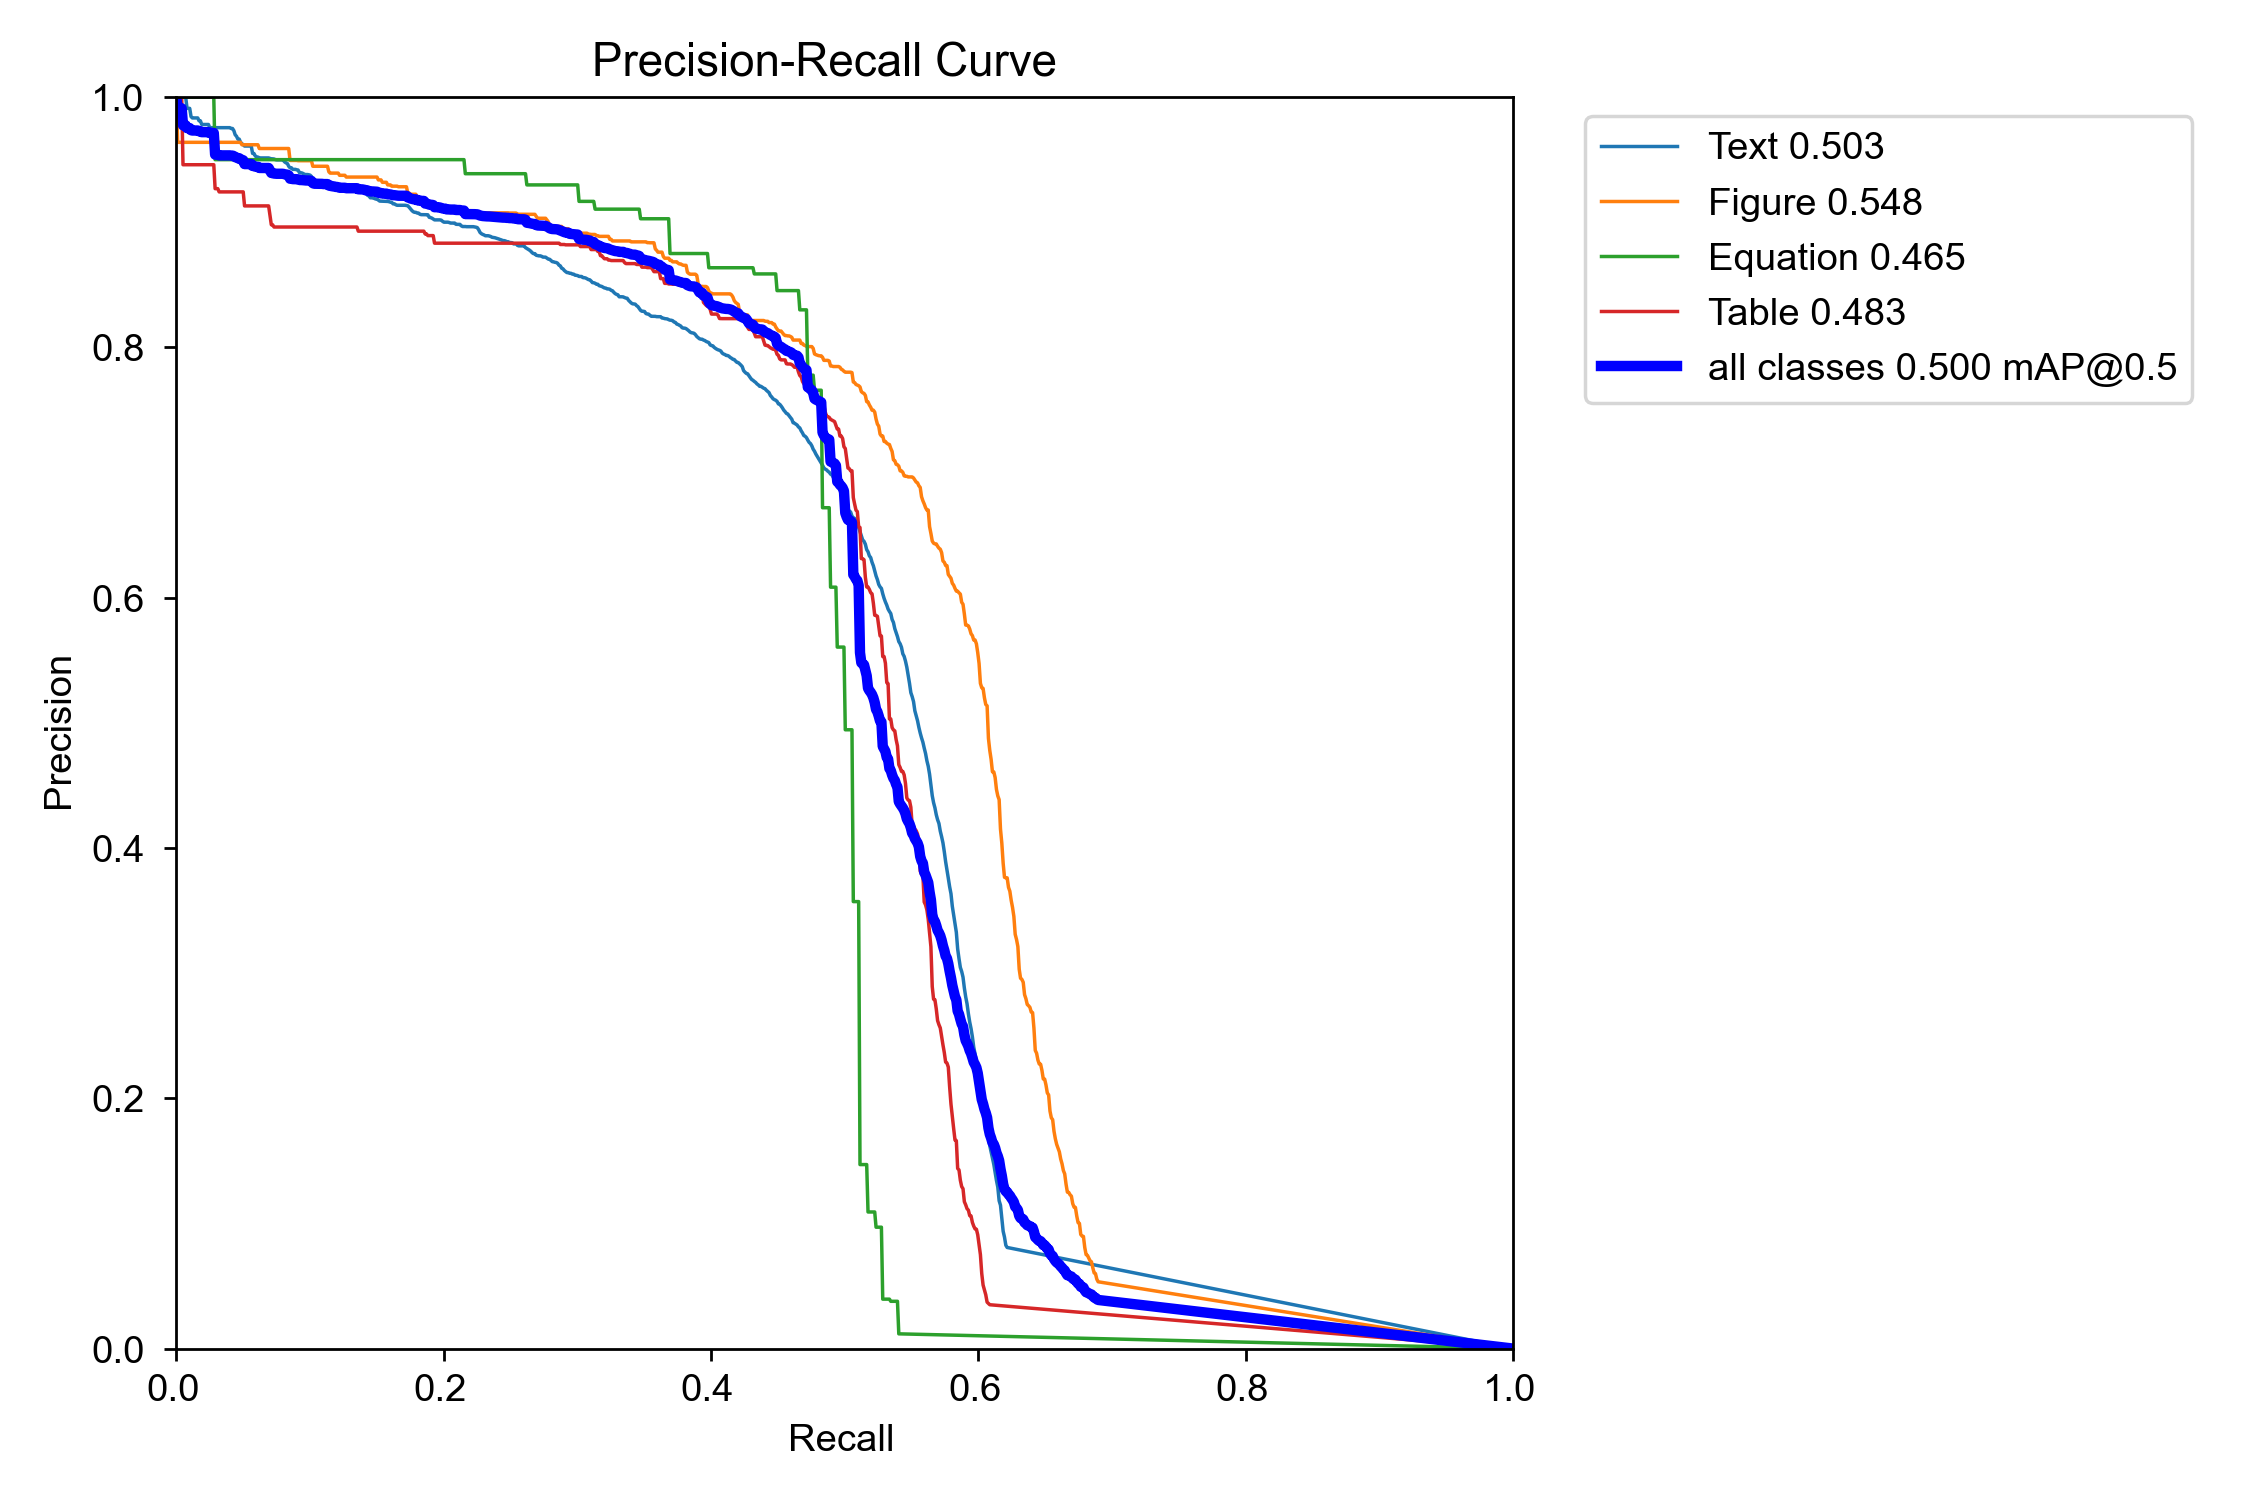 Precision-Recall Curve
1.0
0.8
0.6
0.4
0.2
0.0
Precision
0.0 0.2 0.4 0.6 0.8 1.0
Recall
Text 0.503
Figure 0.548
Equation 0.465
Table 0.483
all classes 0.500 mAP@0.5